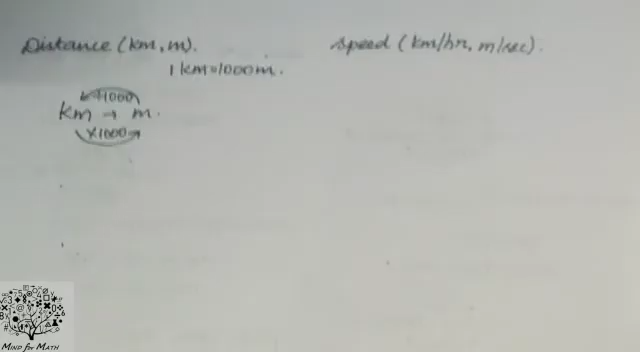 Distance (km, m).
Speed (km/hr, m/sec).
1 km=1000m.
÷1000
km → m.
×1000
MIND for MATH